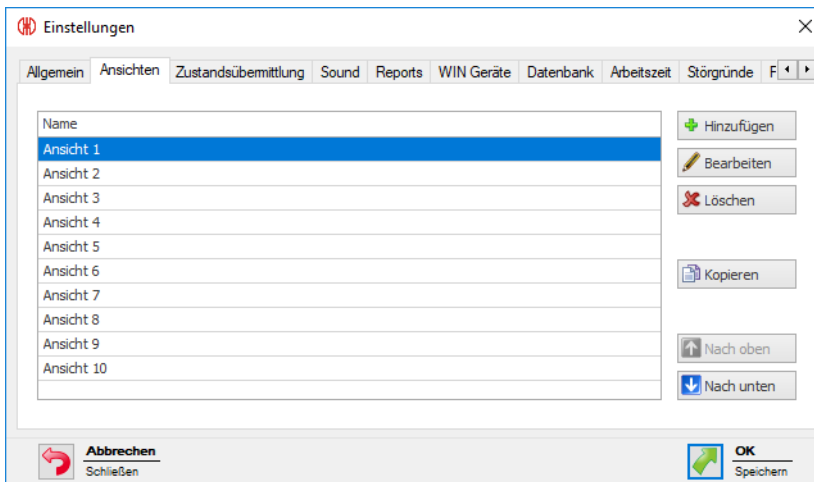 Einstellungen
Allgemein Ansichten Zustandsübermittlung Sound Reports WIN Geräte Datenbank Arbeitszeit Störgründe F
Name
Ansicht 1
Ansicht 2
Ansicht 3
Ansicht 4
Ansicht 5
Ansicht 6
Ansicht 7
Ansicht 8
Ansicht 9
Ansicht 10
Hinzufügen
Bearbeiten
Löschen
Kopieren
Nach oben
Nach unten
Abbrechen
Schließen
OK
Speichern